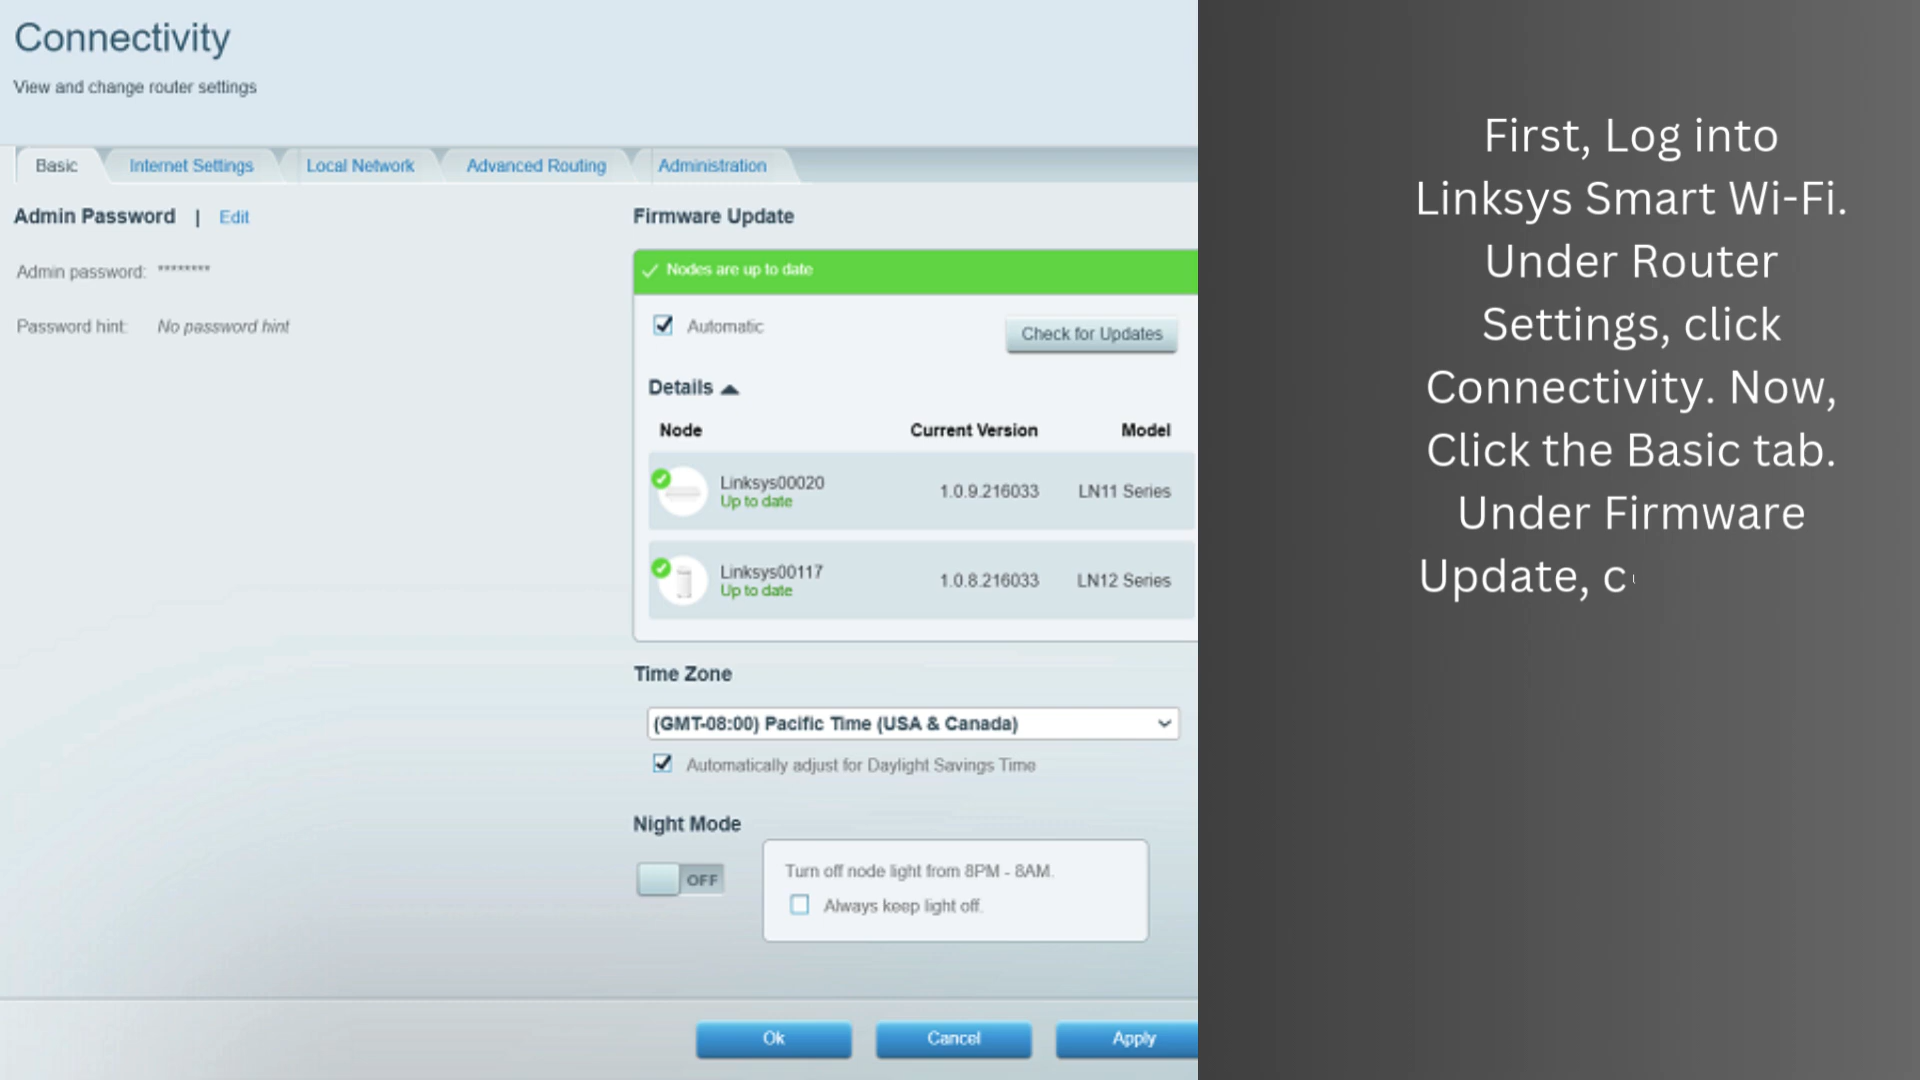 Connectivity
View and change router settings
Basic
Internet Settings
Local Network
Advanced Routing
Administration
Admin Password | Edit
Admin password: ********
Password hint: No password hint
Firmware Update
Nodes are up to date
Automatic
Check for Updates
Details
Node Current Version Model
Linksys00020
Up to date
1.0.9.216033 LN11 Series
Linksys00117
Up to date
1.0.8.216033 LN12 Series
Time Zone
(GMT-08:00) Pacific Time (USA & Canada)
Automatically adjust for Daylight Savings Time
Night Mode
OFF
Turn off node light from 8PM - 8AM.
Always keep light off.
Ok
Cancel
Apply
First, Log into
Linksys Smart Wi-Fi.
Under Router
Settings, click
Connectivity. Now,
Click the Basic tab.
Under Firmware
Update, c